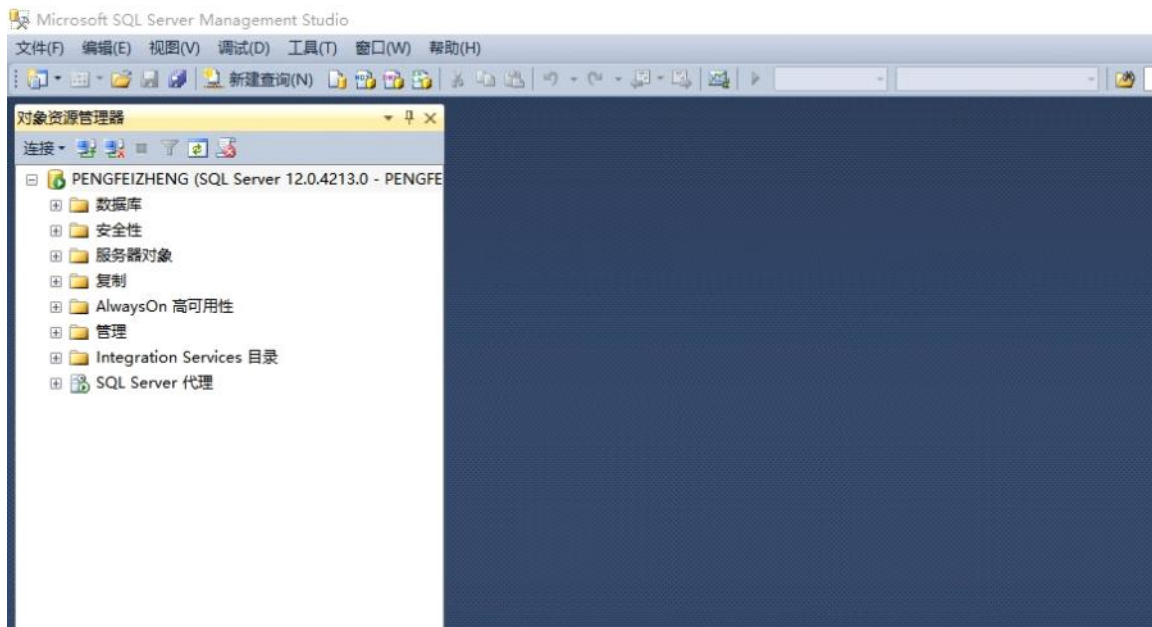 Microsoft SQL Server Management Studio
文件(F) 编辑(E) 视图(V) 调试(D) 工具(T) 窗口(W) 帮助(H)
新建查询(N)
对象资源管理器
连接
PENGFEIZHENG (SQL Server 12.0.4213.0 - PENGFE
数据库
安全性
服务器对象
复制
AlwaysOn 高可用性
管理
Integration Services 目录
SQL Server 代理